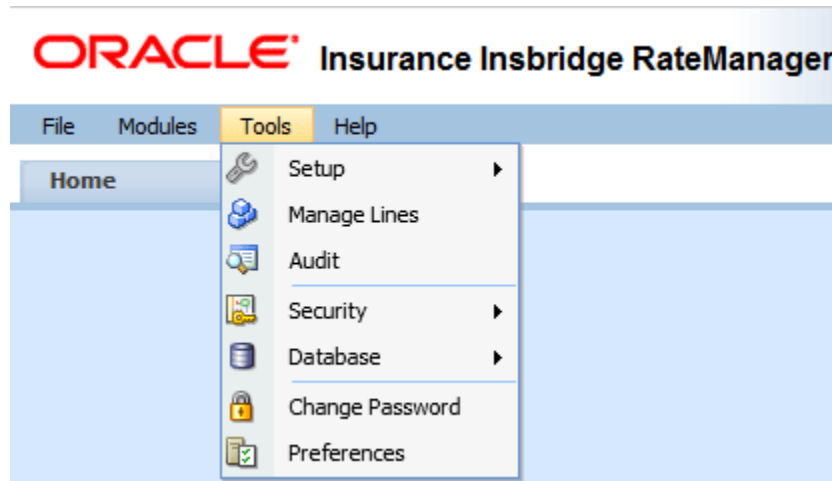 ORACLE Insurance Insbridge RateManager
File Modules Tools Help
Home
Setup
Manage Lines
Audit
Security
Database
Change Password
Preferences